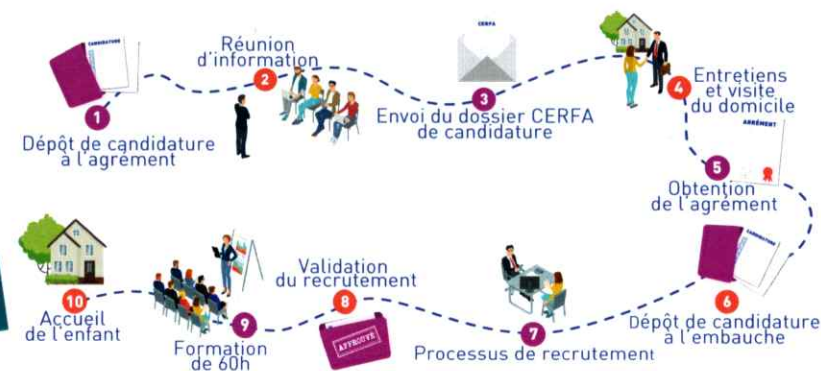 CANDIDATURE
1
Dépôt de candidature
à l'agrément
Réunion
d'information
2
CERFA
3
Envoi du dossier CERFA
de candidature
4
Entretiens
et visite
du domicile
AGRÉMENT
5
Obtention
de l'agrément
CANDIDATURE
6
Dépôt de candidature
à l'embauche
7
Processus de recrutement
Validation
du recrutement
8
APPROUVÉ
9
Formation
de 60h
10
Accueil
de l'enfant